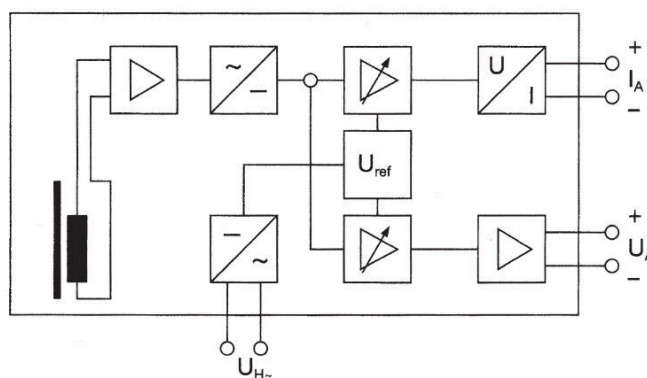 ~
–
U
I
+
I_A
–
U_ref
–
~
+
U_A
–
U_H~